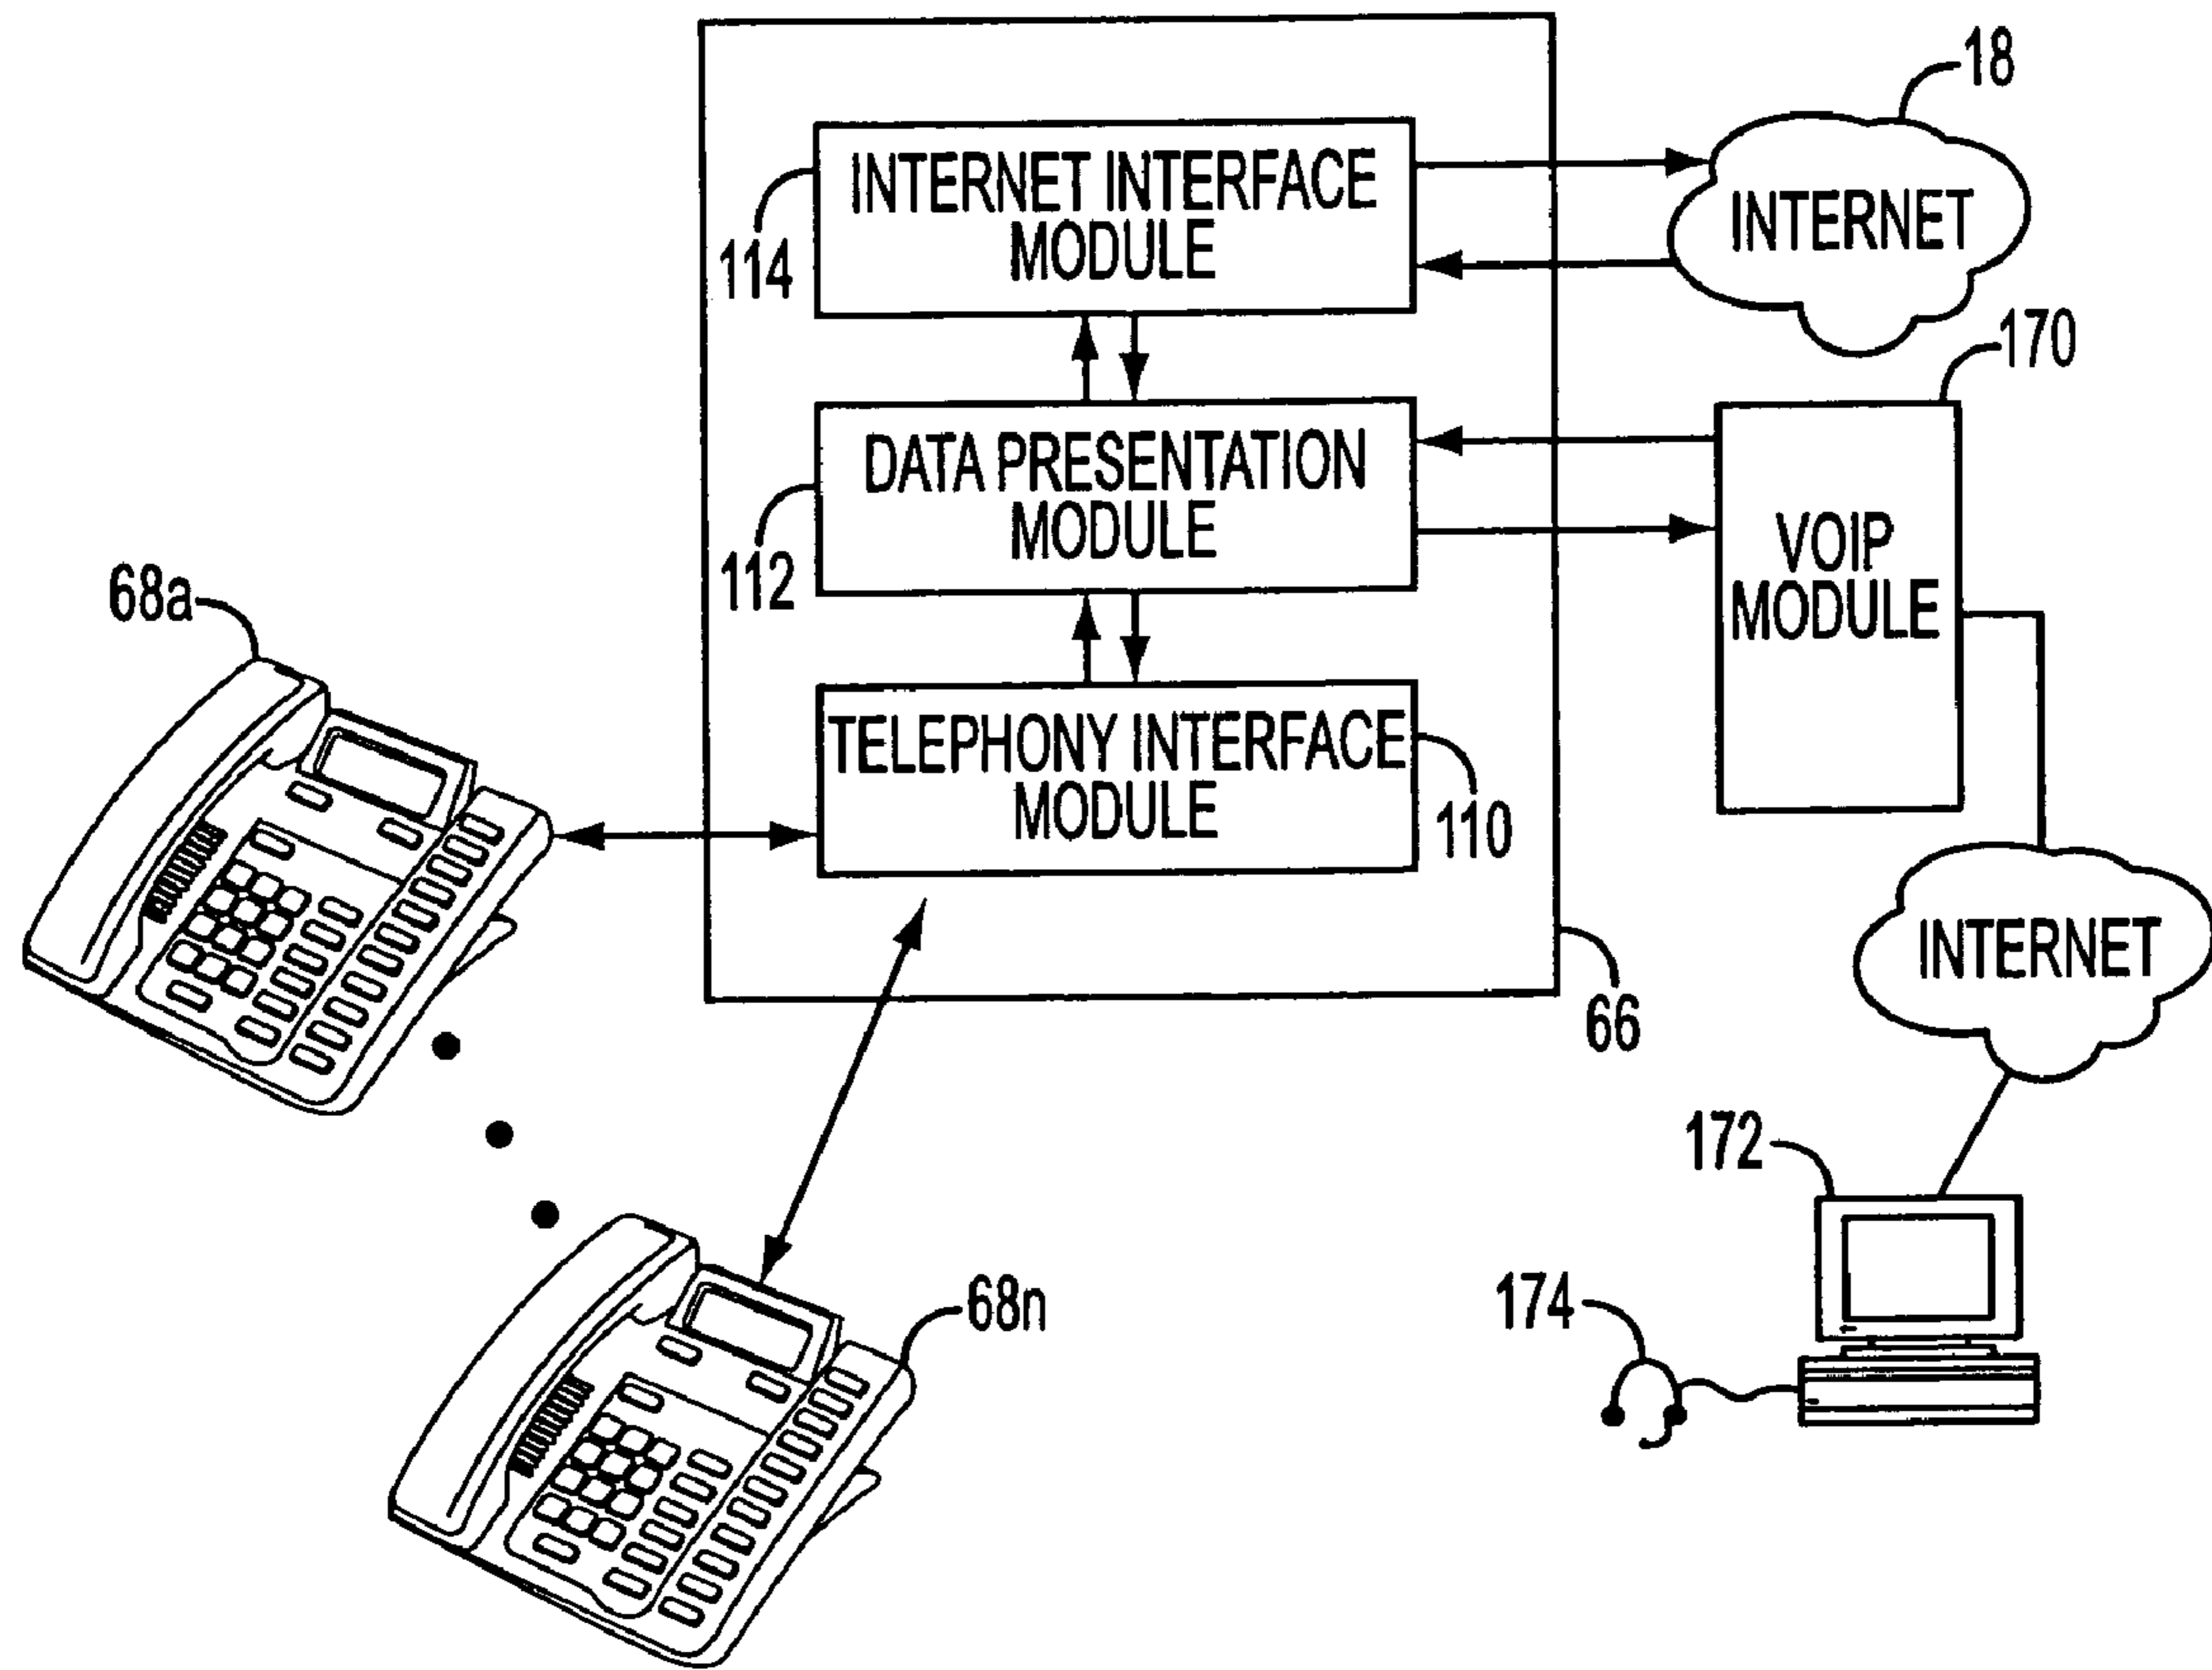 18
INTERNET INTERFACE
MODULE
114
INTERNET
170
DATA PRESENTATION
MODULE
112
VOIP
MODULE
68a
TELEPHONY INTERFACE
MODULE
110
INTERNET
66
172
174
68n